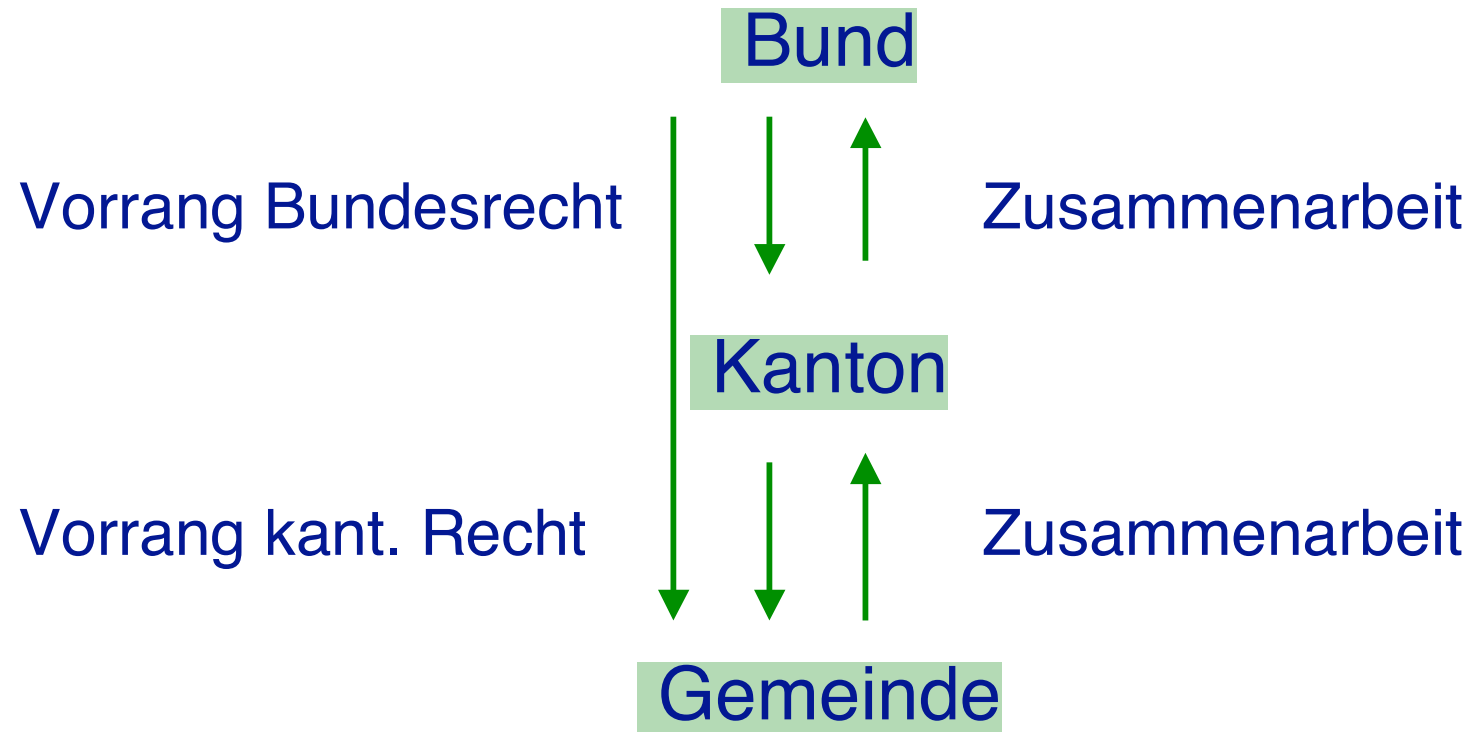 Bund
Vorrang Bundesrecht
Zusammenarbeit
Kanton
Vorrang kant. Recht
Zusammenarbeit
Gemeinde